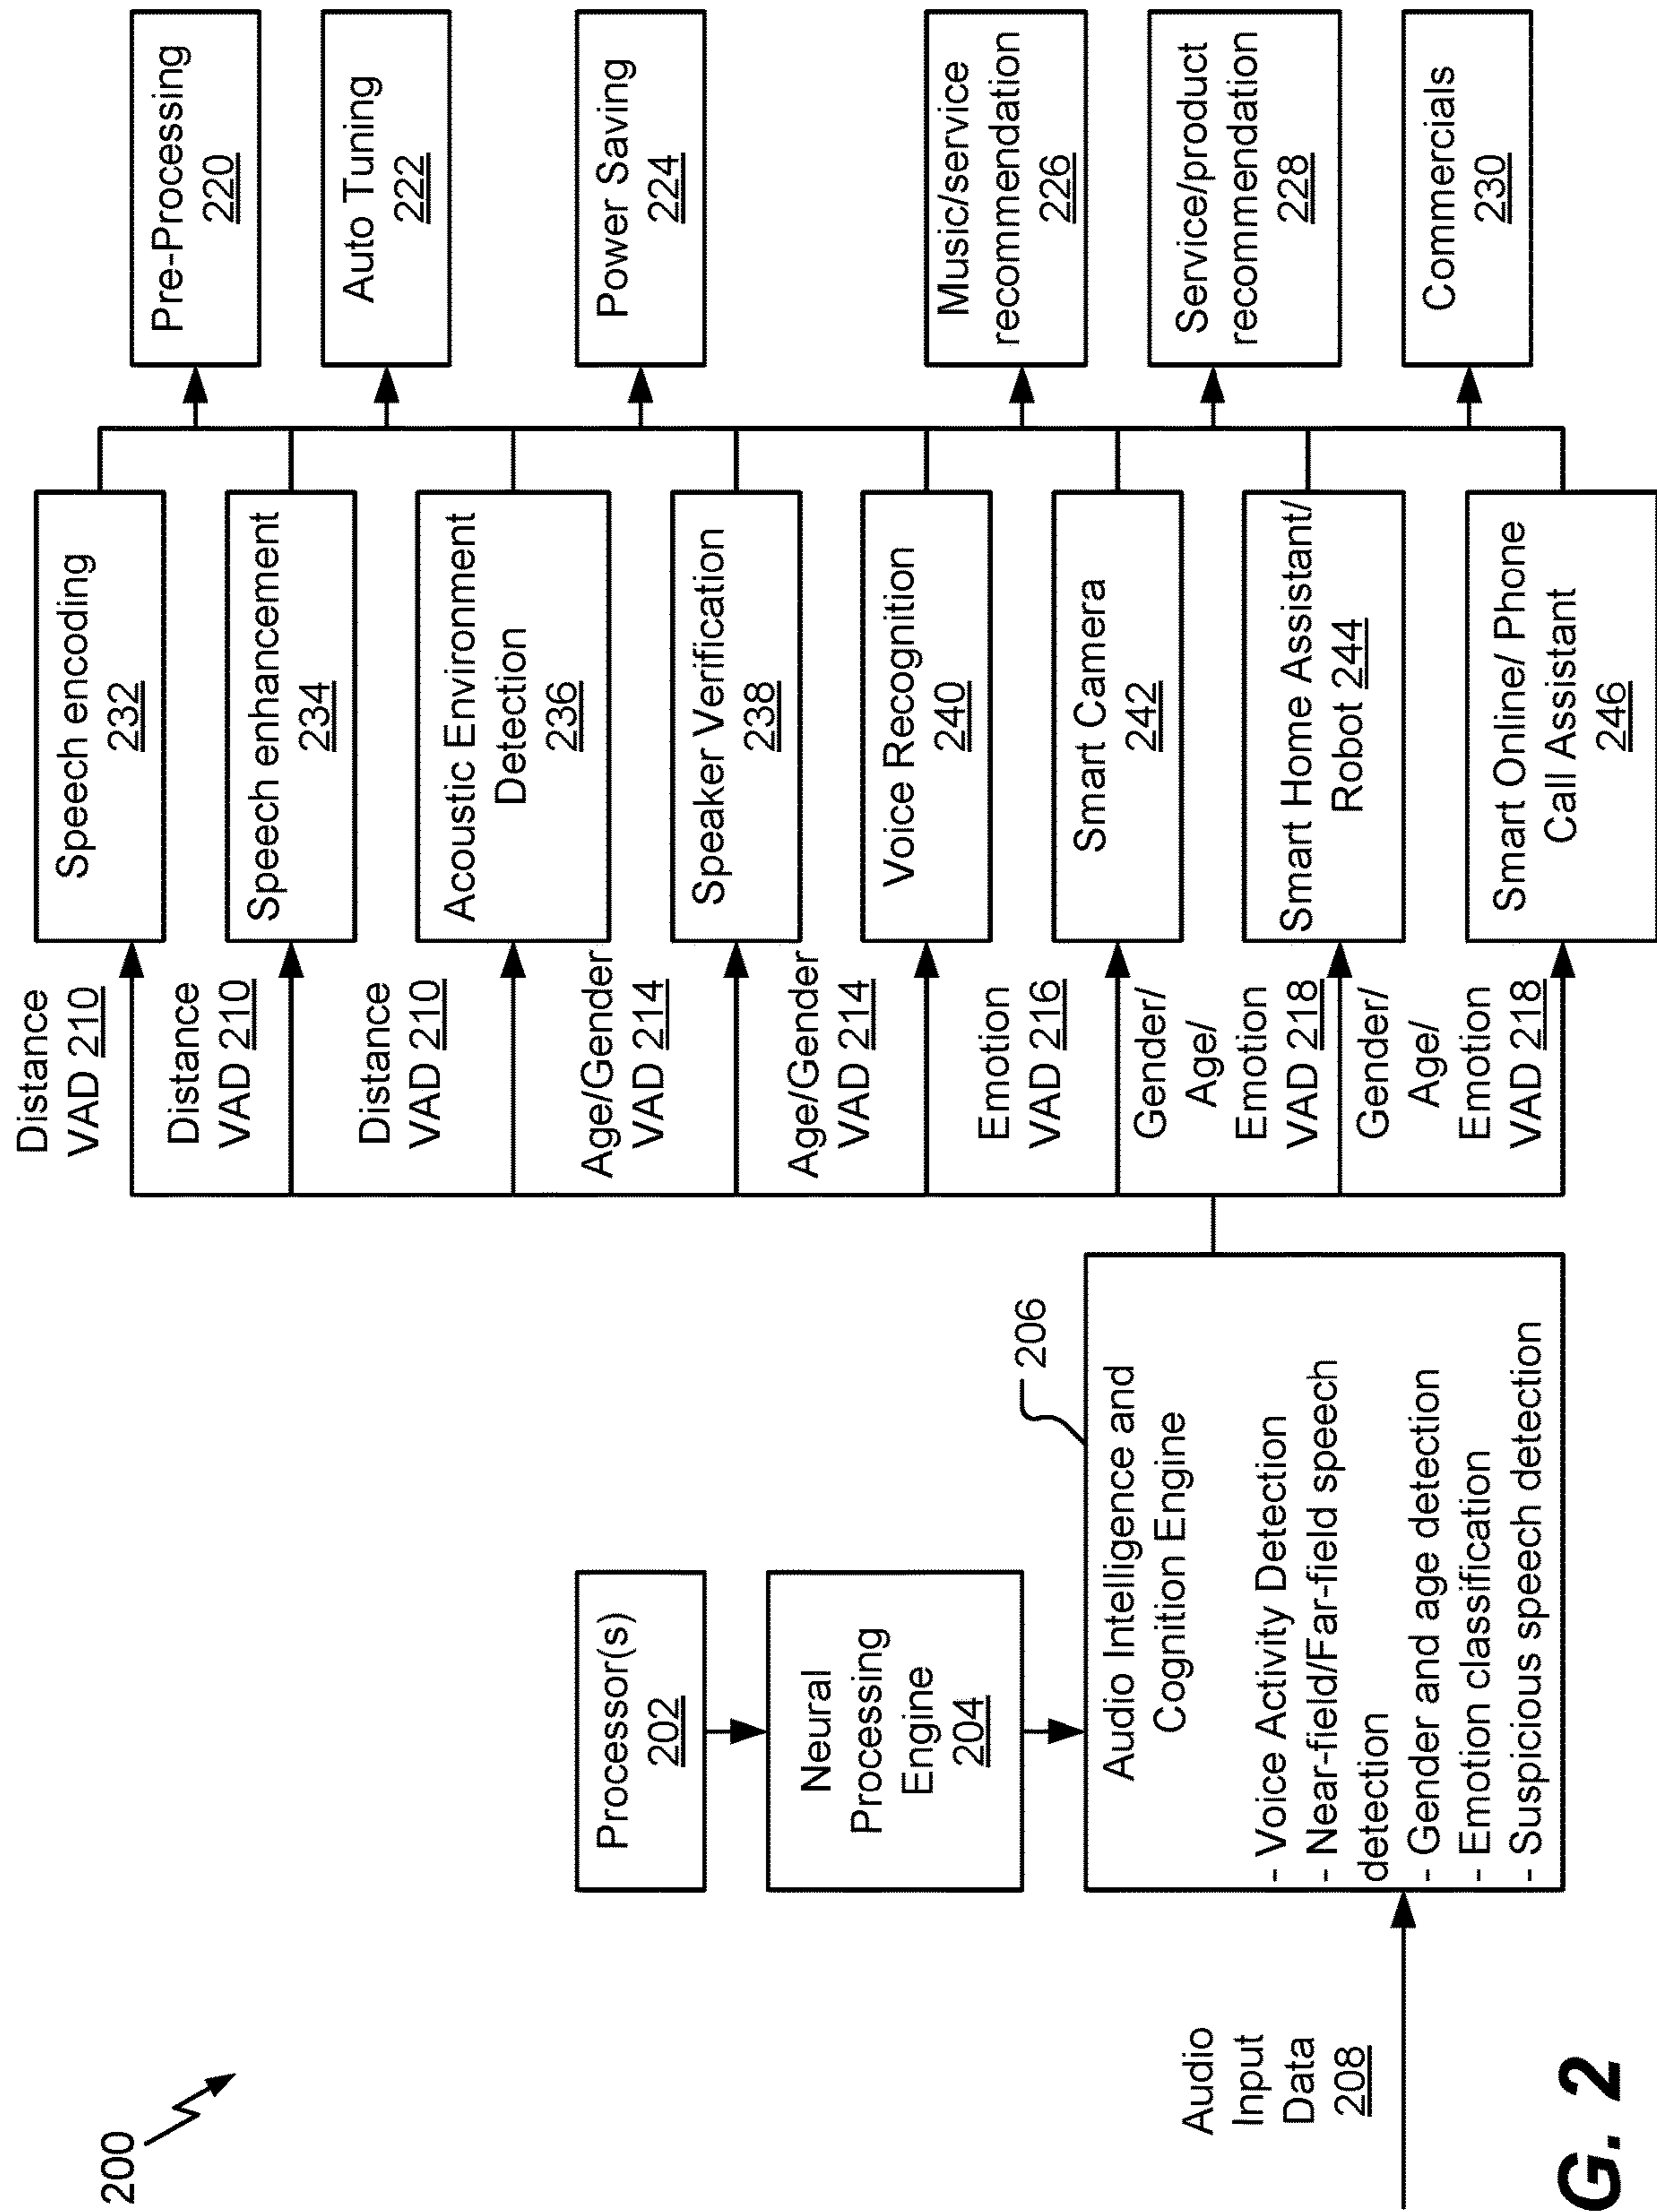 200
Processor(s)
202
Neural
Processing
Engine
204
206
Audio Intelligence and
Cognition Engine
- Voice Activity Detection
- Near-field/Far-field speech
detection
- Gender and age detection
- Emotion classification
- Suspicious speech detection
Audio
Input
Data
208
Distance
VAD 210
Distance
VAD 210
Distance
VAD 210
Age/Gender
VAD 214
Age/Gender
VAD 214
Emotion
VAD 216
Gender/
Age/
Emotion
VAD 218
Gender/
Age/
Emotion
VAD 218
Speech encoding
232
Speech enhancement
234
Acoustic Environment
Detection
236
Speaker Verification
238
Voice Recognition
240
Smart Camera
242
Smart Home Assistant/
Robot 244
Smart Online/ Phone
Call Assistant
246
Pre-Processing
220
Auto Tuning
222
Power Saving
224
Music/service
recommendation
226
Service/product
recommendation
228
Commercials
230
G. 2